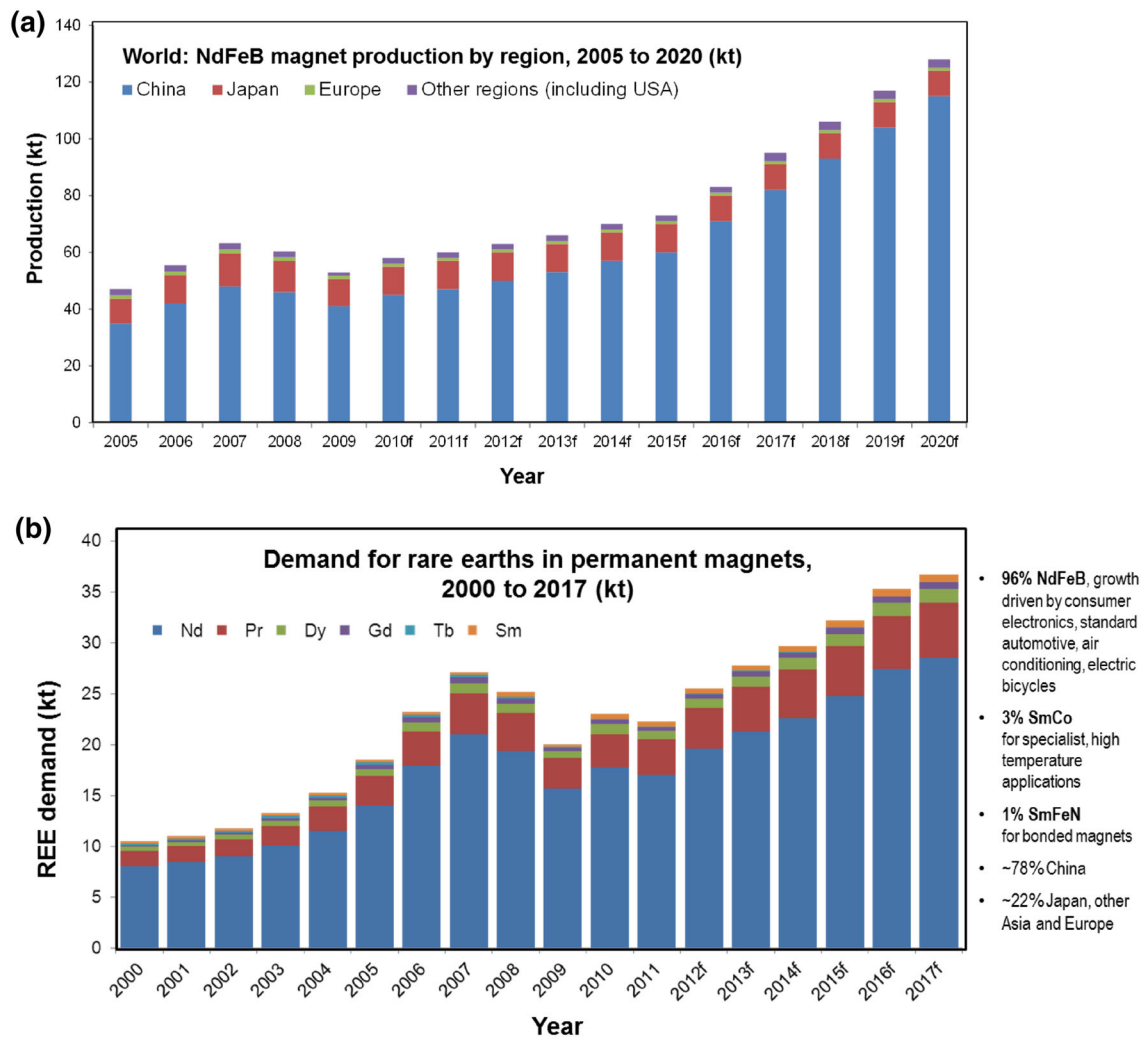 (a)
World: NdFeB magnet production by region, 2005 to 2020 (kt)
China Japan Europe Other regions (including USA)
Production (kt)
140
120
100
80
60
40
20
0
2005 2006 2007 2008 2009 2010f 2011f 2012f 2013f 2014f 2015f 2016f 2017f 2018f 2019f 2020f
Year
(b)
Demand for rare earths in permanent magnets,
2000 to 2017 (kt)
Nd Pr Dy Gd Tb Sm
REE demand (kt)
40
35
30
25
20
15
10
5
0
2000 2001 2002 2003 2004 2005 2006 2007 2008 2009 2010 2011 2012f 2013f 2014f 2015f 2016f 2017f
Year
• 96% NdFeB, growth
driven by consumer
electronics, standard
automotive, air
conditioning, electric
bicycles
• 3% SmCo
for specialist, high
temperature
applications
• 1% SmFeN
for bonded magnets
• ~78% China
• ~22% Japan, other
Asia and Europe